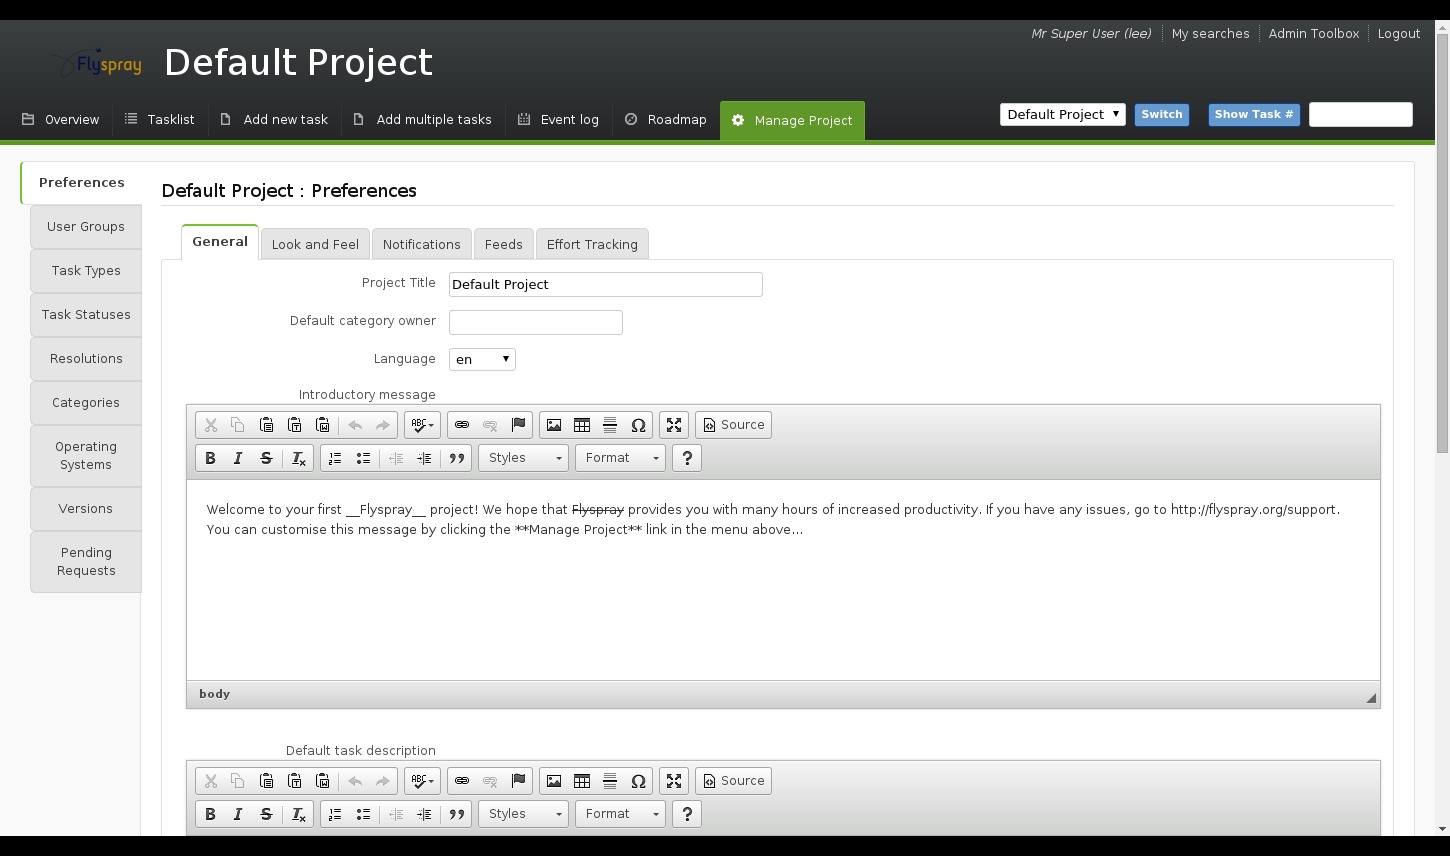 Mr Super User (lee) My searches Admin Toolbox Logout
Flyspray Default Project
Overview Tasklist Add new task Add multiple tasks Event log Roadmap Manage Project Default Project Switch Show Task #
Preferences
User Groups
Task Types
Task Statuses
Resolutions
Categories
Operating
Systems
Versions
Pending
Requests
Default Project : Preferences
General Look and Feel Notifications Feeds Effort Tracking
Project Title Default Project
Default category owner
Language en
Introductory message
ABC Ω Source
B I S Ix Styles Format ?
Welcome to your first __Flyspray__ project! We hope that Flyspray provides you with many hours of increased productivity. If you have any issues, go to http://flyspray.org/support.
You can customise this message by clicking the **Manage Project** link in the menu above...
body
Default task description
ABC Ω Source
B I S Ix Styles Format ?